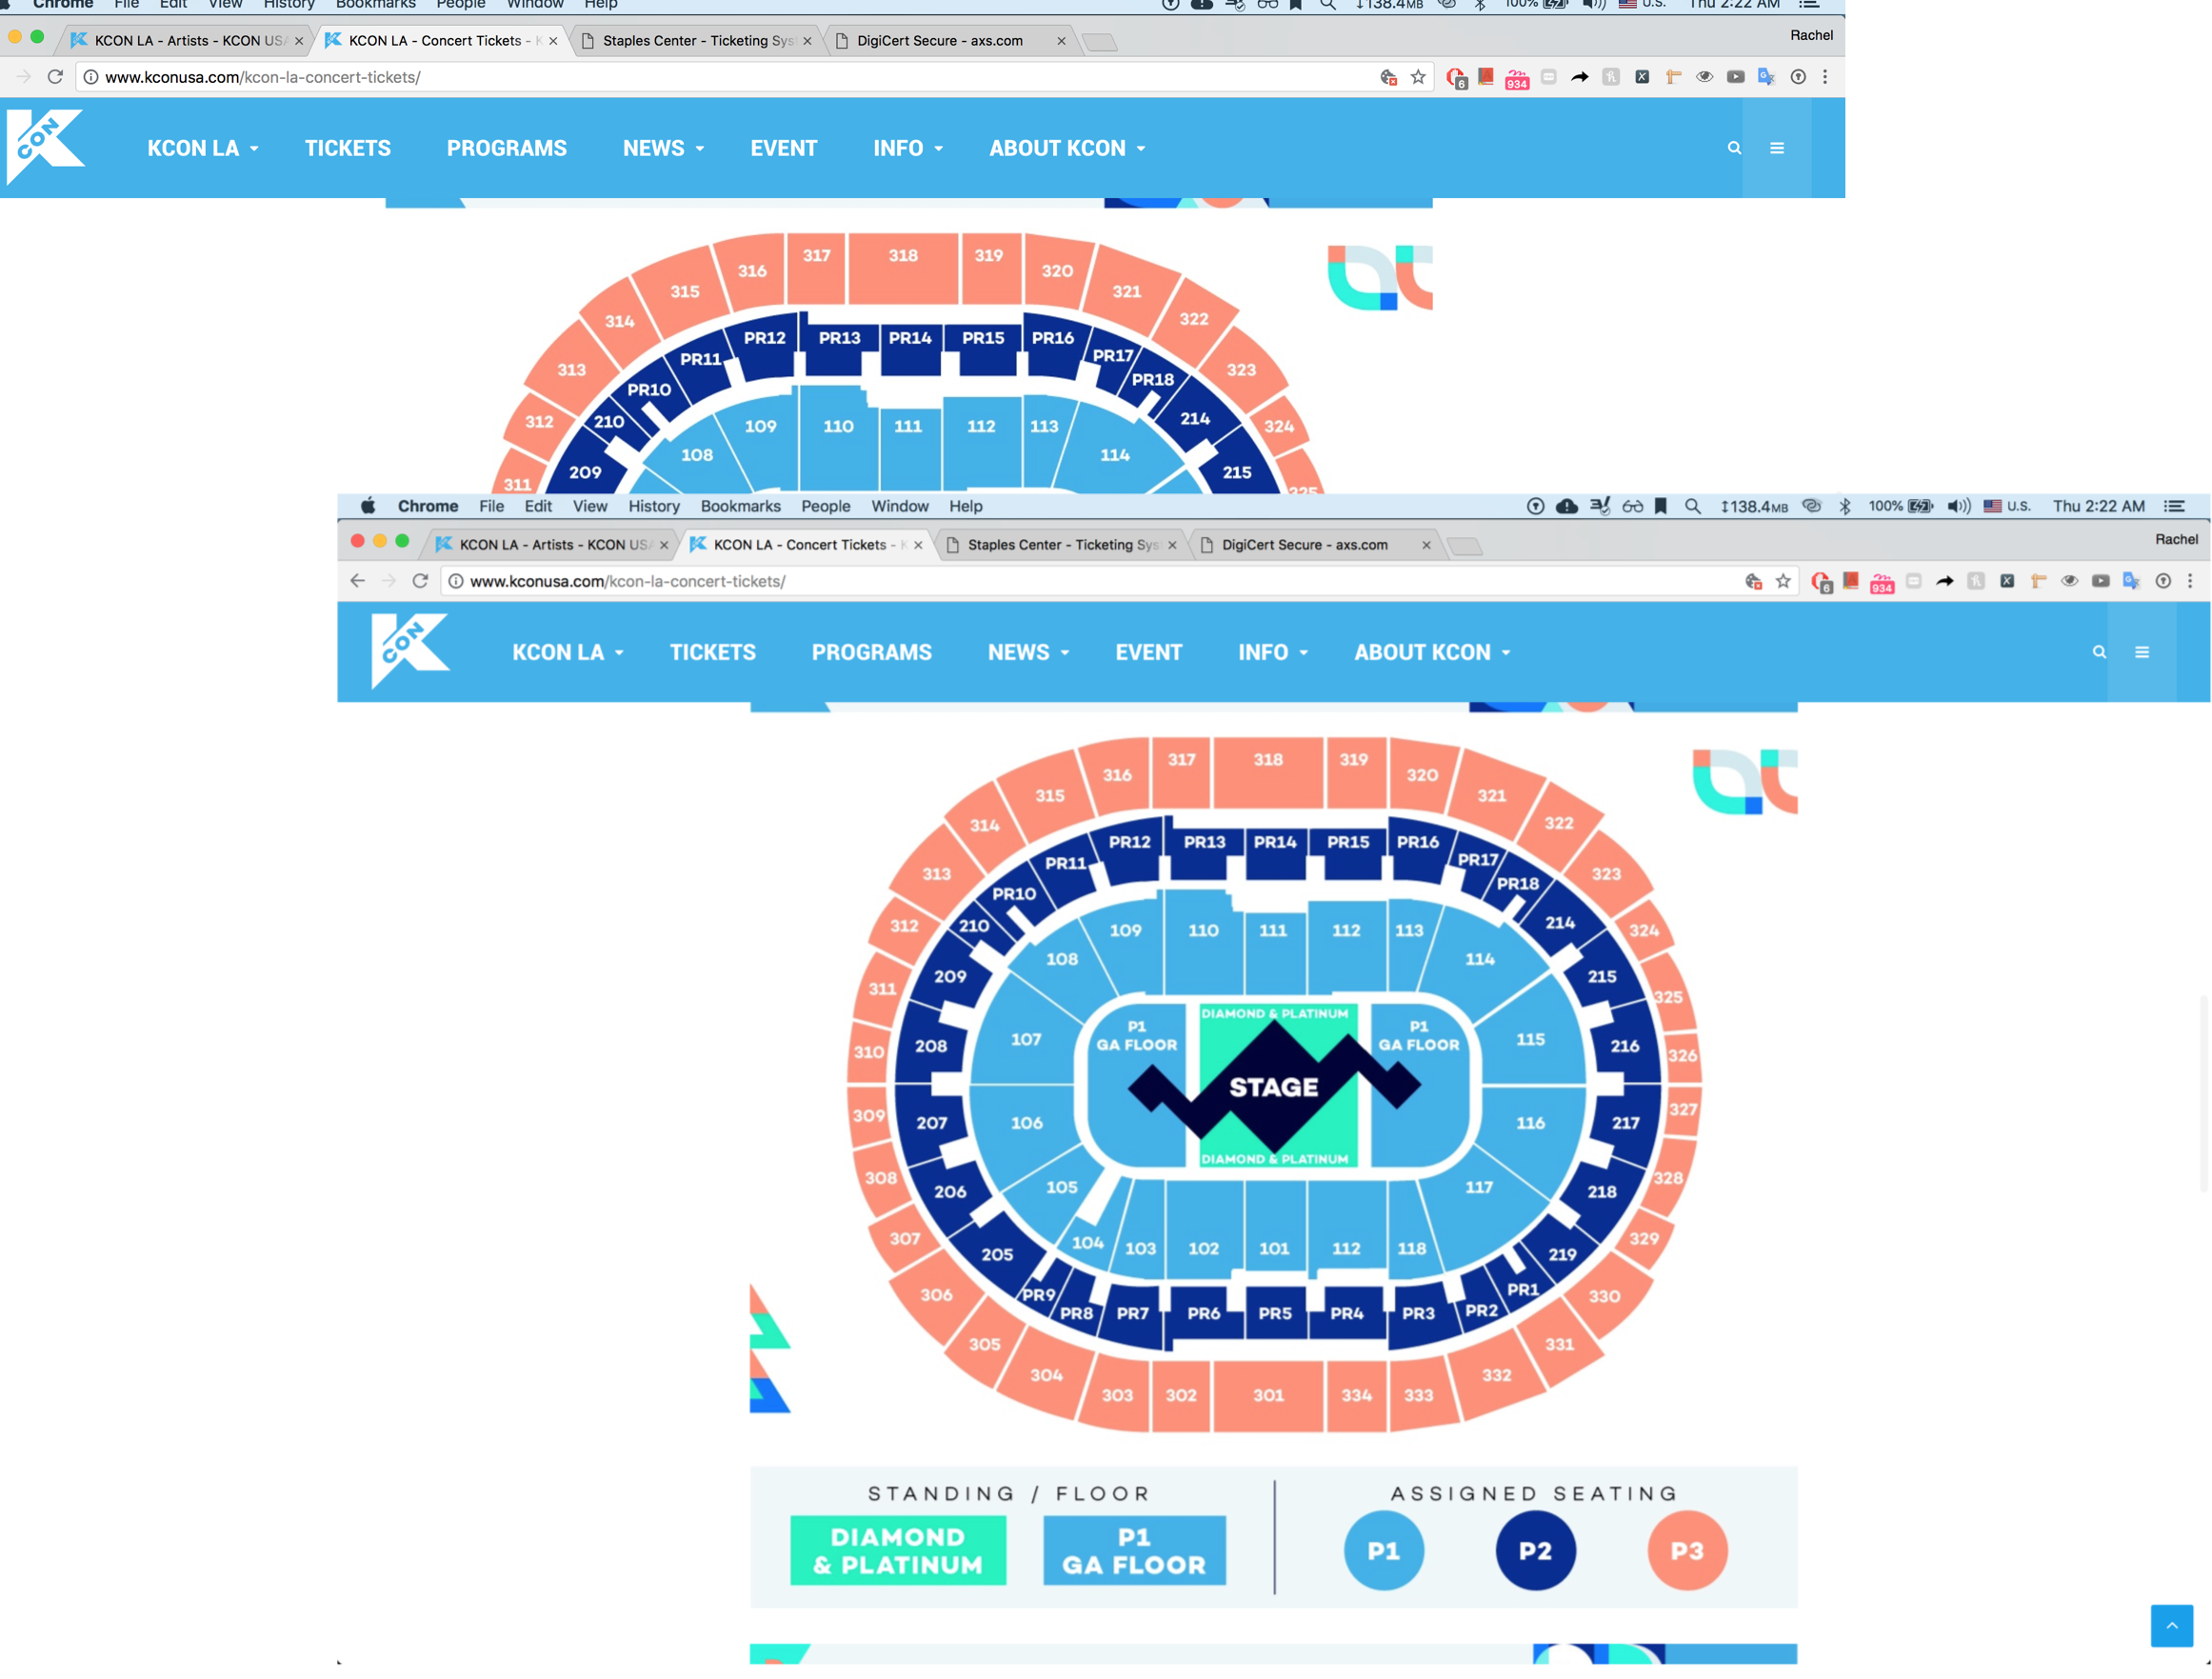 Chrome File Edit View History Bookmarks People Window Help ↕138.4MB 100% U.S. Thu 2:22 AM
KCON LA - Artists - KCON USA KCON LA - Concert Tickets - K Staples Center - Ticketing Sys DigiCert Secure - axs.com Rachel
www.kconusa.com/kcon-la-concert-tickets/ 6 934
KCON KCON LA TICKETS PROGRAMS NEWS EVENT INFO ABOUT KCON
317 318 319
316 320
315 321
314 322
PR12 PR13 PR14 PR15 PR16
PR11 PR17
313 323
PR10 PR18
312 210 214 324
109 110 111 112 113
108 114
209 215
311 325
Chrome File Edit View History Bookmarks People Window Help ↕138.4MB 100% U.S. Thu 2:22 AM
KCON LA - Artists - KCON USA KCON LA - Concert Tickets - K Staples Center - Ticketing Sys DigiCert Secure - axs.com Rachel
www.kconusa.com/kcon-la-concert-tickets/ 6 934
KCON KCON LA TICKETS PROGRAMS NEWS EVENT INFO ABOUT KCON
317 318 319
316 320
315 321
314 322
PR12 PR13 PR14 PR15 PR16
PR11 PR17
313 323
PR10 PR18
312 210 214 324
109 110 111 112 113
108 114
209 215
311 325
DIAMOND & PLATINUM
P1 P1
GA FLOOR GA FLOOR
310 208 107 115 216 326
STAGE
309 207 106 116 217 327
DIAMOND & PLATINUM
308 206 105 117 218 328
307 104 103 102 101 112 118 329
205 219
306 PR9 PR1 330
PR8 PR7 PR6 PR5 PR4 PR3 PR2
305 331
304 332
303 302 301 334 333
STANDING / FLOOR
DIAMOND
& PLATINUM
P1
GA FLOOR
ASSIGNED SEATING
P1 P2 P3